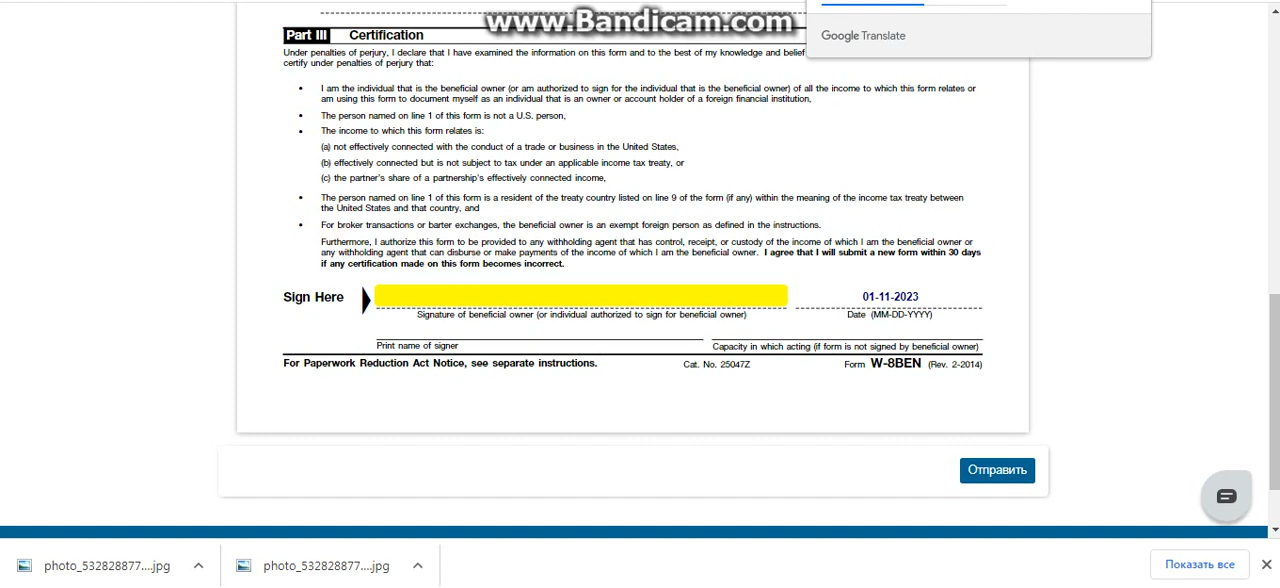 www.Bandicam.com
Google Translate
Part III Certification
Under penalties of perjury, I declare that I have examined the information on this form and to the best of my knowledge and belief
certify under penalties of perjury that:
• I am the individual that is the beneficial owner (or am authorized to sign for the individual that is the beneficial owner) of all the income to which this form relates or
am using this form to document myself as an individual that is an owner or account holder of a foreign financial institution,
• The person named on line 1 of this form is not a U.S. person,
• The income to which this form relates is:
(a) not effectively connected with the conduct of a trade or business in the United States,
(b) effectively connected but is not subject to tax under an applicable income tax treaty, or
(c) the partner's share of a partnership's effectively connected income,
• The person named on line 1 of this form is a resident of the treaty country listed on line 9 of the form (if any) within the meaning of the income tax treaty between
the United States and that country, and
• For broker transactions or barter exchanges, the beneficial owner is an exempt foreign person as defined in the instructions.
Furthermore, I authorize this form to be provided to any withholding agent that has control, receipt, or custody of the income of which I am the beneficial owner or
any withholding agent that can disburse or make payments of the income of which I am the beneficial owner. I agree that I will submit a new form within 30 days
if any certification made on this form becomes incorrect.
Sign Here 01-11-2023
Signature of beneficial owner (or individual authorized to sign for beneficial owner) Date (MM-DD-YYYY)
Print name of signer Capacity in which acting (if form is not signed by beneficial owner)
For Paperwork Reduction Act Notice, see separate instructions. Cat. No. 25047Z Form W-8BEN (Rev. 2-2014)
Отправить
photo_532828877....jpg photo_532828877....jpg Показать все